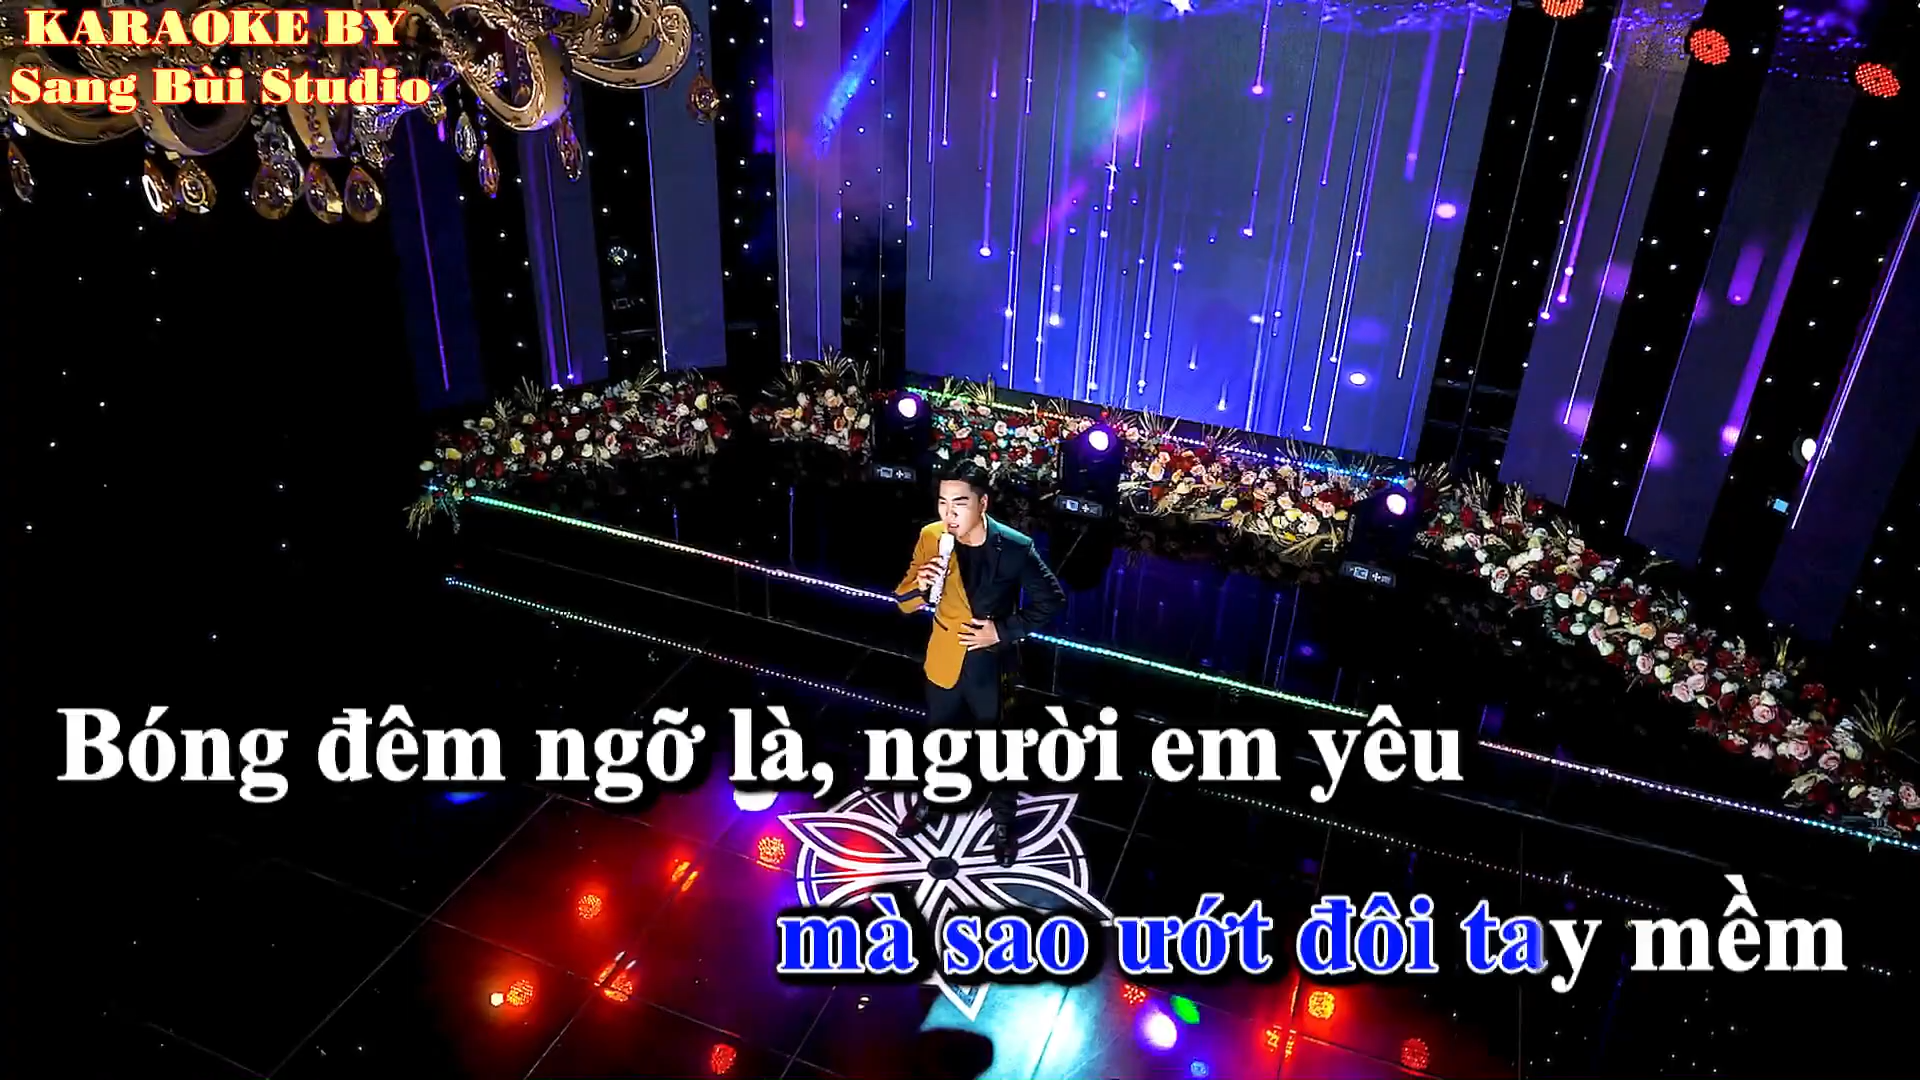 KARAOKE BY
Sang Bùi Studio
Bóng đêm ngỡ là, người em yêu
mà sao ướt đôi tay mềm